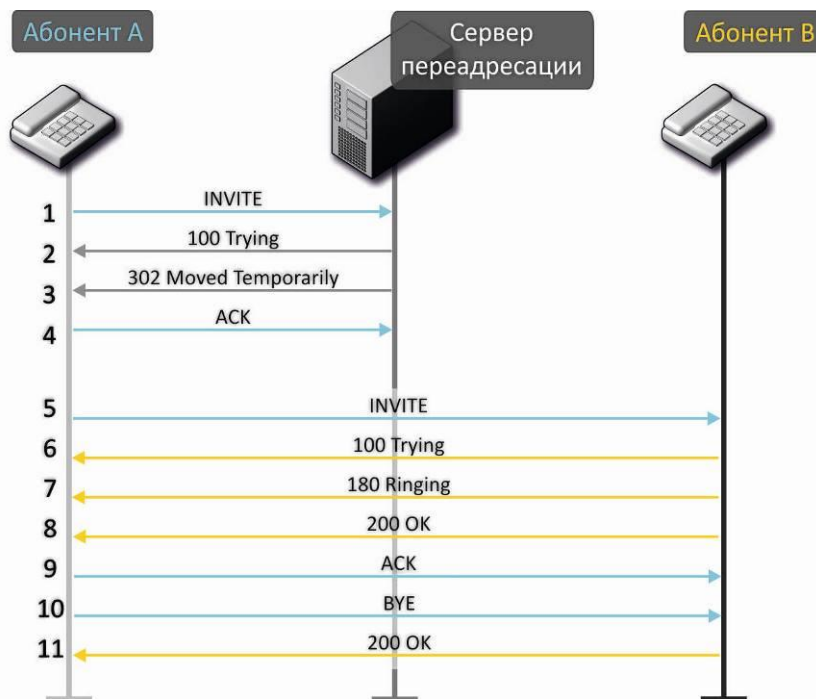 Абонент А
Сервер
переадресации
Абонент В
1 INVITE
2 100 Trying
3 302 Moved Temporarily
4 ACK
5 INVITE
6 100 Trying
7 180 Ringing
8 200 OK
9 ACK
10 BYE
11 200 OK